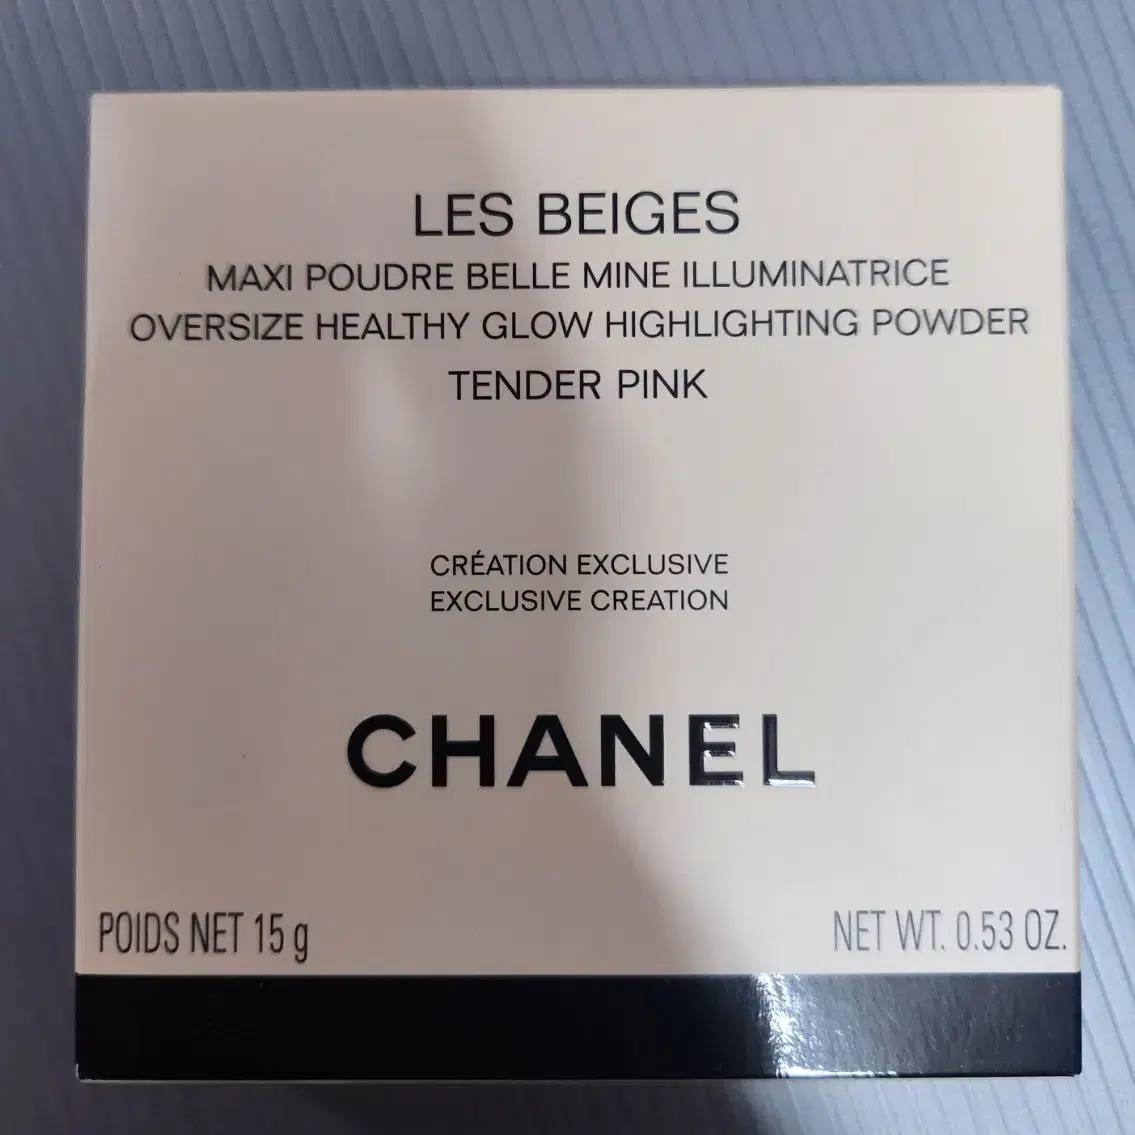 LES BEIGES
MAXI POUDRE BELLE MINE ILLUMINATRICE
OVERSIZE HEALTHY GLOW HIGHLIGHTING POWDER
TENDER PINK
CRÉATION EXCLUSIVE
EXCLUSIVE CREATION
CHANEL
POIDS NET 15 g NET WT. 0.53 OZ.